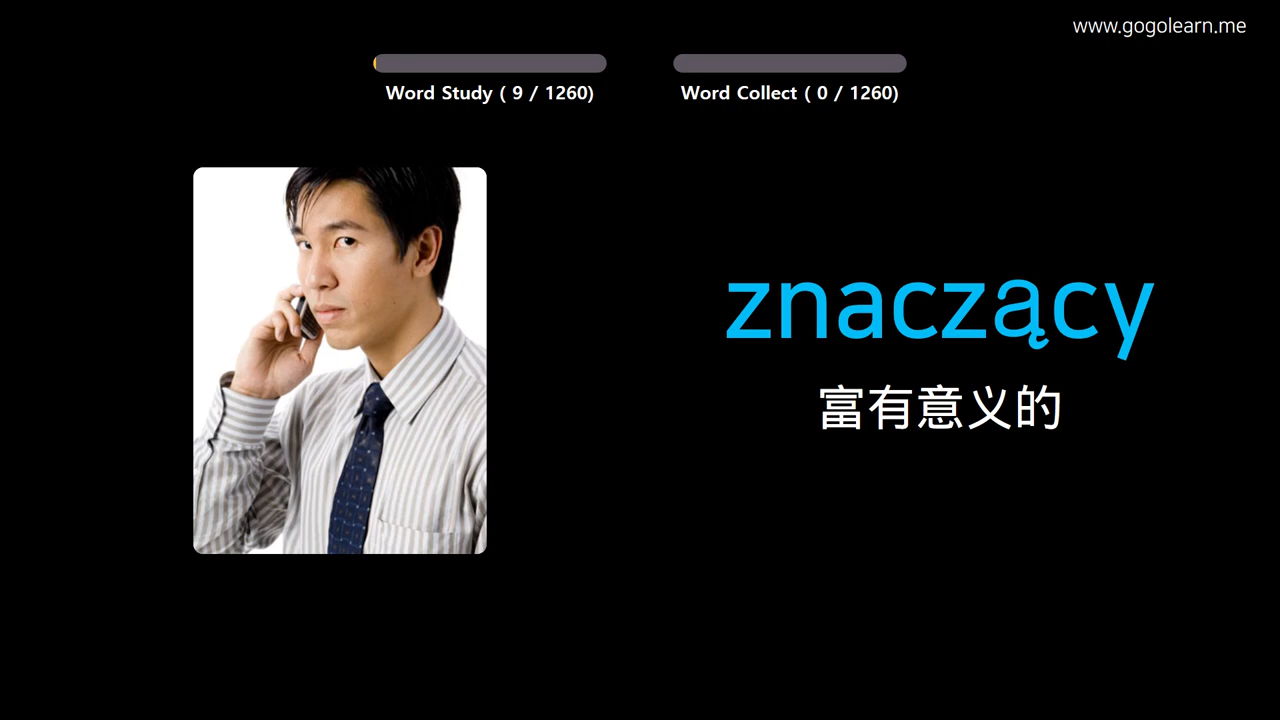 www.gogolearn.me
Word Study ( 9 / 1260)
Word Collect ( 0 / 1260)
znaczący
富有意义的